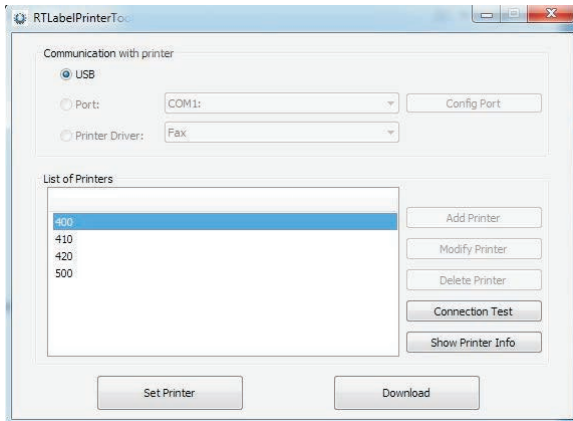 RTLabelPrinterToo
Communication with printer
USB
Port: COM1: Config Port
Printer Driver: Fax
List of Printers
400 Add Printer
410
420 Modify Printer
500
Delete Printer
Connection Test
Show Printer Info
Set Printer Download